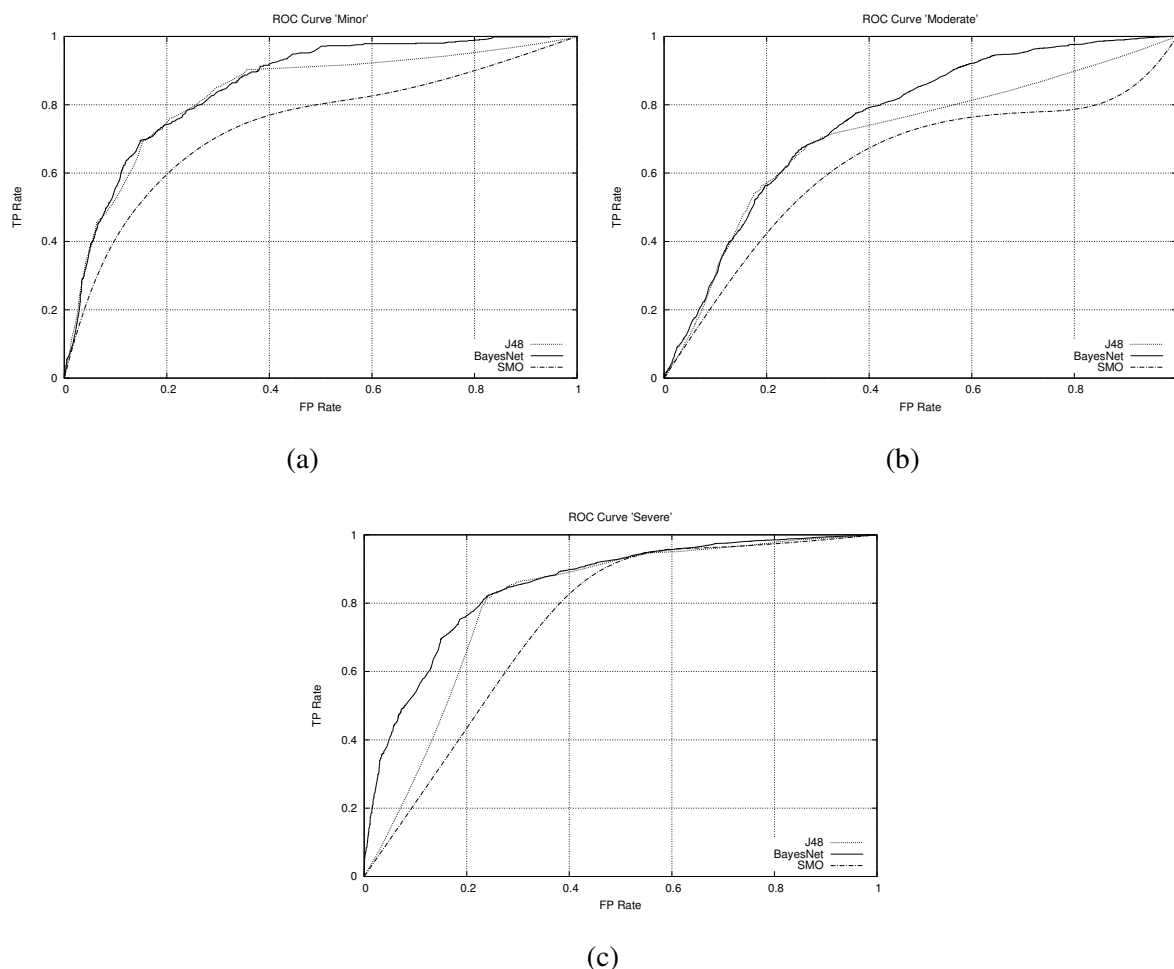 ROC Curve 'Minor'
1
0.8
0.6
0.4
0.2
0
TP Rate
J48
BayesNet
SMO
0 0.2 0.4 0.6 0.8 1
FP Rate
(a)
ROC Curve 'Moderate'
1
0.8
0.6
0.4
0.2
0
TP Rate
J48
BayesNet
SMO
0 0.2 0.4 0.6 0.8
FP Rate
(b)
ROC Curve 'Severe'
1
0.8
0.6
0.4
0.2
0
TP Rate
J48
BayesNet
SMO
0 0.2 0.4 0.6 0.8 1
FP Rate
(c)